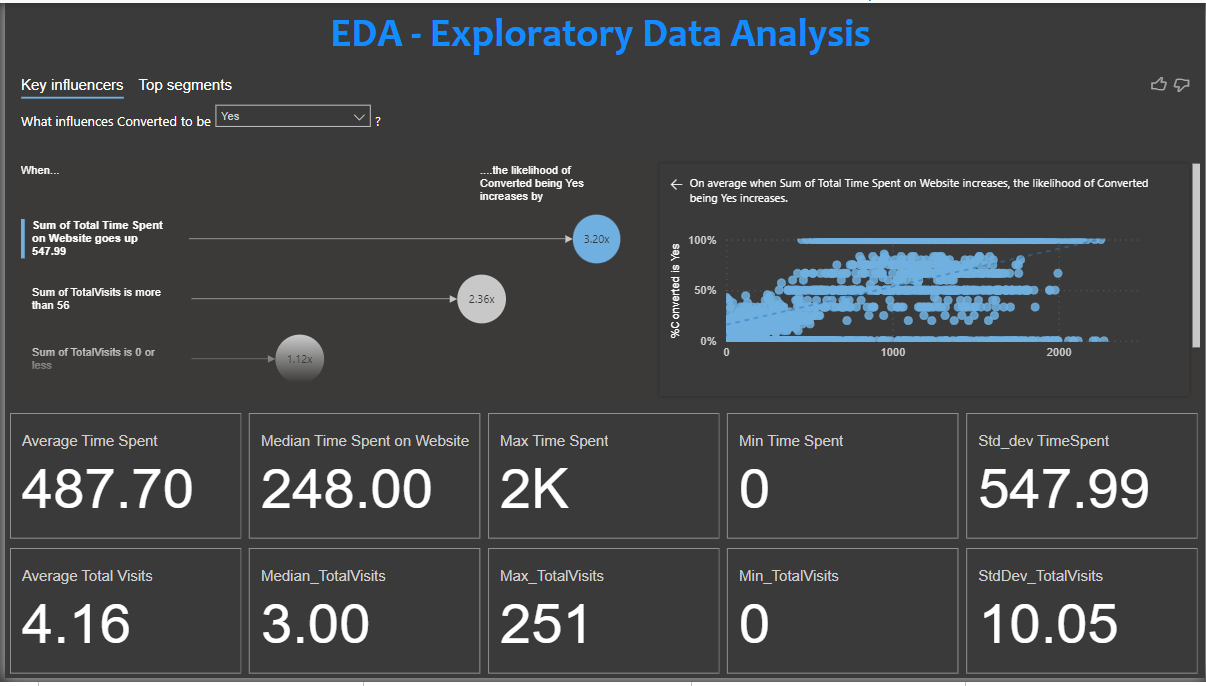 EDA - Exploratory Data Analysis
Key influencers Top segments
What influences Converted to be Yes ?
When...
....the likelihood of
Converted being Yes
increases by
Sum of Total Time Spent
on Website goes up
547.99
3.20x
Sum of TotalVisits is more
than 56
2.36x
Sum of TotalVisits is 0 or
less
1.12x
On average when Sum of Total Time Spent on Website increases, the likelihood of Converted
being Yes increases.
%C onverted is Yes
100%
50%
0%
0 1000 2000
Average Time Spent
487.70
Median Time Spent on Website
248.00
Max Time Spent
2K
Min Time Spent
0
Std_dev TimeSpent
547.99
Average Total Visits
4.16
Median_TotalVisits
3.00
Max_TotalVisits
251
Min_TotalVisits
0
StdDev_TotalVisits
10.05